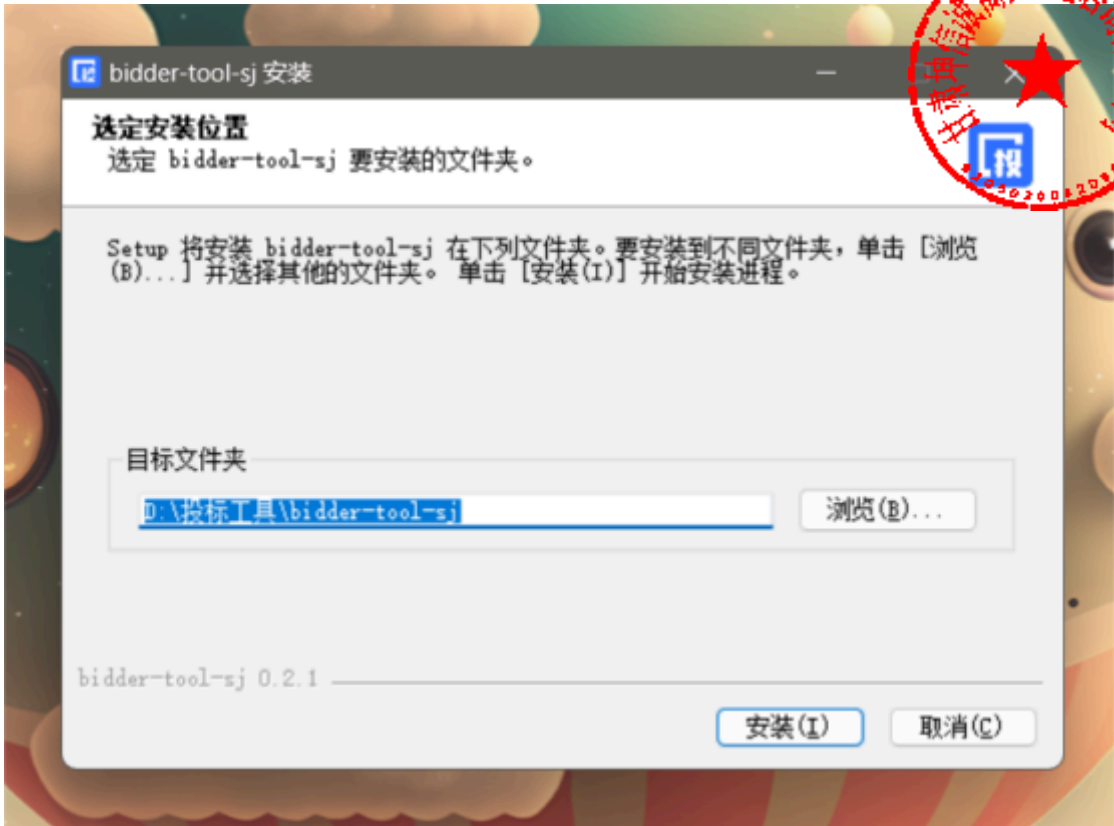 bidder-tool-sj 安装
选定安装位置
选定 bidder-tool-sj 要安装的文件夹。
投
Setup 将安装 bidder-tool-sj 在下列文件夹。要安装到不同文件夹，单击 [浏览
(B)...] 并选择其他的文件夹。 单击 [安装(I)] 开始安装进程。
目标文件夹
D:\投标工具\bidder-tool-sj
浏览(B)...
bidder-tool-sj 0.2.1
安装(I)
取消(C)